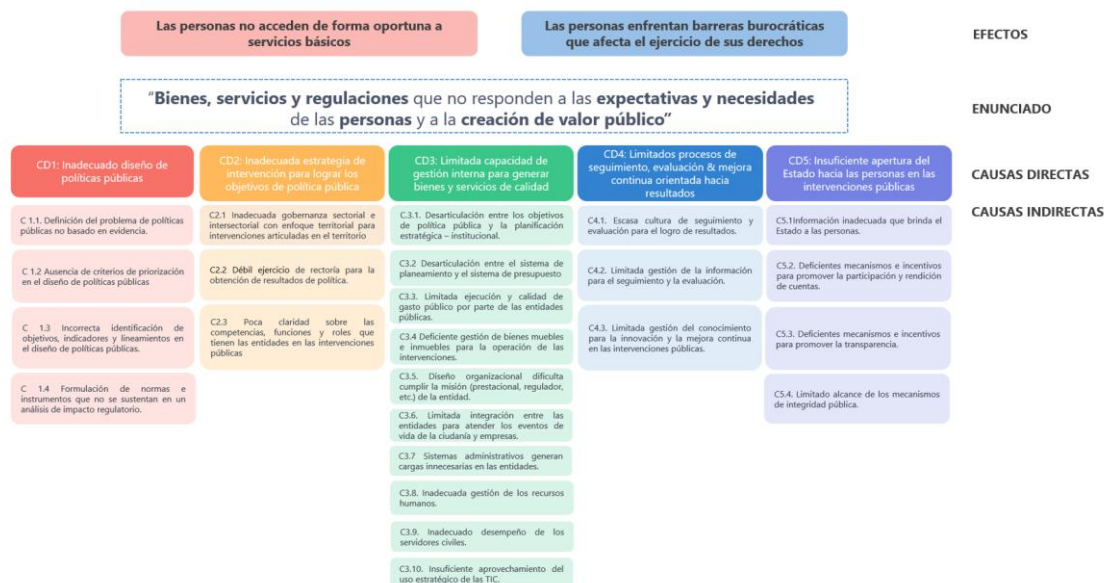 Las personas no acceden de forma oportuna a
servicios básicos
Las personas enfrentan barreras burocráticas
que afecta el ejercicio de sus derechos
EFECTOS
“Bienes, servicios y regulaciones que no responden a las expectativas y necesidades
de las personas y a la creación de valor público”
ENUNCIADO
CD1: Inadecuado diseño de
políticas públicas
CD2: Inadecuada estrategia de
intervención para lograr los
objetivos de política pública
CD3: Limitada capacidad de
gestión interna para generar
bienes y servicios de calidad
CD4: Limitados procesos de
seguimiento, evaluación & mejora
continua orientada hacia
resultados
CD5: Insuficiente apertura del
Estado hacia las personas en las
intervenciones públicas
CAUSAS DIRECTAS
CAUSAS INDIRECTAS
C 1.1. Definición del problema de políticas
públicas no basado en evidencia.
C 1.2 Ausencia de criterios de priorización
en el diseño de políticas públicas
C 1.3 Incorrecta identificación de
objetivos, indicadores y lineamientos en
el diseño de políticas públicas.
C 1.4 Formulación de normas e
instrumentos que no se sustentan en un
análisis de impacto regulatorio.
C2.1 Inadecuada gobernanza sectorial e
intersectorial con enfoque territorial para
intervenciones articuladas en el territorio
C2.2 Débil ejercicio de rectoría para la
obtención de resultados de política.
C2.3 Poca claridad sobre las
competencias, funciones y roles que
tienen las entidades en las intervenciones
públicas
C.3.1. Desarticulación entre los objetivos
de política pública y la planificación
estratégica – institucional.
C3.2 Desarticulación entre el sistema de
planeamiento y el sistema de presupuesto
C3.3. Limitada ejecución y calidad de
gasto público por parte de las entidades
públicas.
C3.4 Deficiente gestión de bienes muebles
e inmuebles para la operación de las
intervenciones.
C3.5. Diseño organizacional dificulta
cumplir la misión (prestacional, regulador,
etc.) de la entidad.
C3.6. Limitada integración entre las
entidades para atender los eventos de
vida de la ciudanía y empresas.
C3.7 Sistemas administrativos generan
cargas innecesarias en las entidades.
C3.8. Inadecuada gestión de los recursos
humanos.
C3.9. Inadecuado desempeño de los
servidores civiles.
C3.10. Insuficiente aprovechamiento del
uso estratégico de las TIC.
C4.1. Escasa cultura de seguimiento y
evaluación para el logro de resultados.
C4.2. Limitada gestión de la información
para el seguimiento y la evaluación.
C4.3. Limitada gestión del conocimiento
para la innovación y la mejora continua
en las intervenciones públicas.
C5.1Información inadecuada que brinda el
Estado a las personas.
C5.2. Deficientes mecanismos e incentivos
para promover la participación y rendición
de cuentas.
C5.3. Deficientes mecanismos e incentivos
para promover la transparencia.
C5.4. Limitado alcance de los mecanismos
de integridad pública.